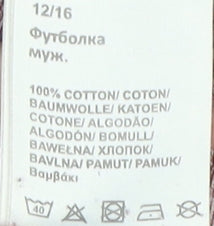 12/16
Футболка
муж.
100% COTTON/ COTON/
BAUMWOLLE/ KATOEN/
COTONE/ ALGODÃO/
ALGODÓN/ BOMULL/
BAWEŁNA/ ХЛОПОК/
BAVLNA/ PAMUT/ PAMUK/
Βαμβάκι
40